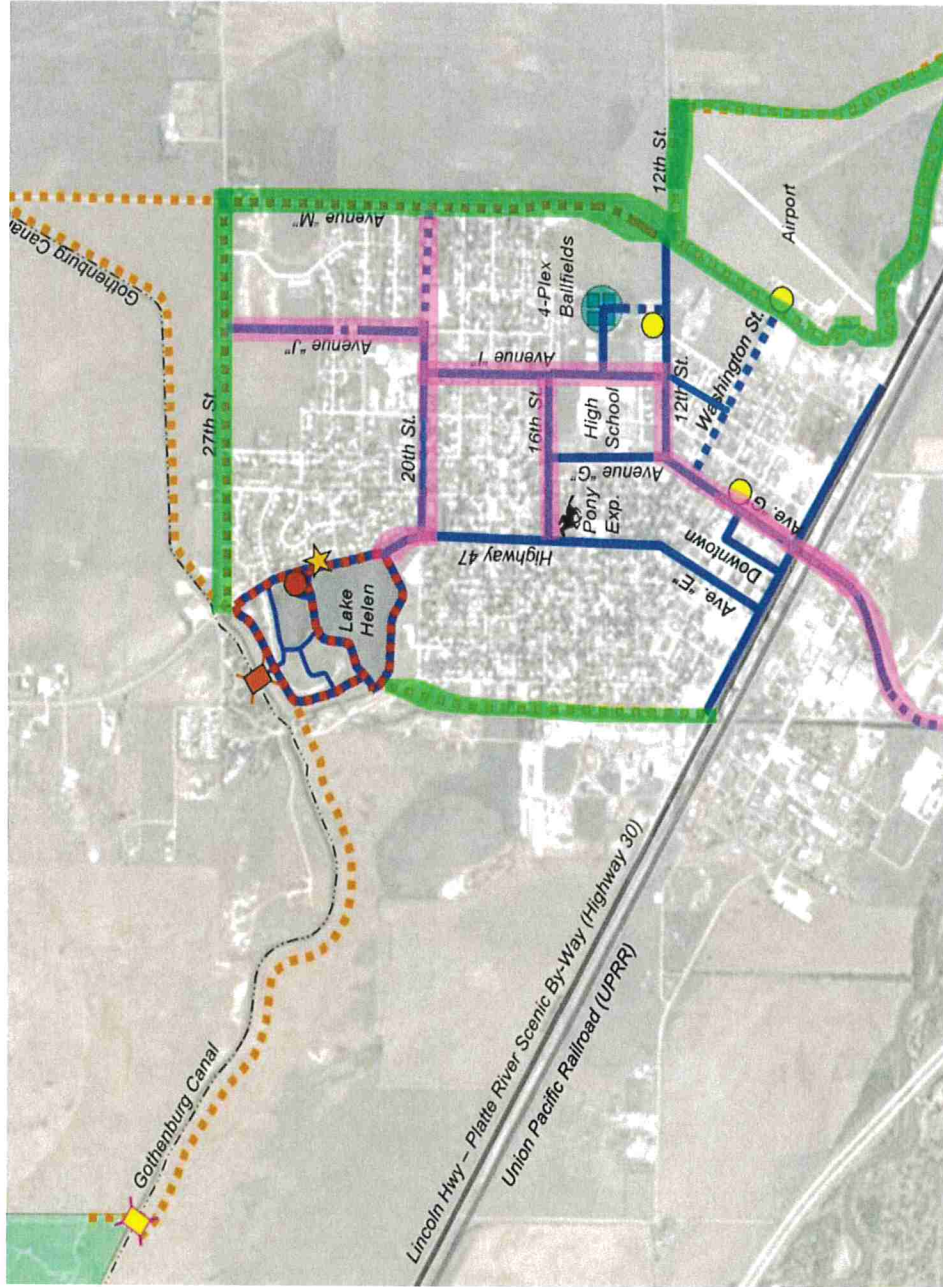 Gothenburg Canal
27th St.
Avenue "M"
Avenue "J"
20th St.
4-Plex
Ballfields
Avenue "I"
12th St.
Airport
Lake
Helen
16th St.
High
School
12th St.
Washington St.
Avenue "G"
Pony
Exp.
Highway 47
Ave. "G"
Downtown
Ave. "E"
Gothenburg Canal
Lincoln Hwy – Platte River Scenic By-Way (Highway 30)
Union Pacific Railroad (UPRR)